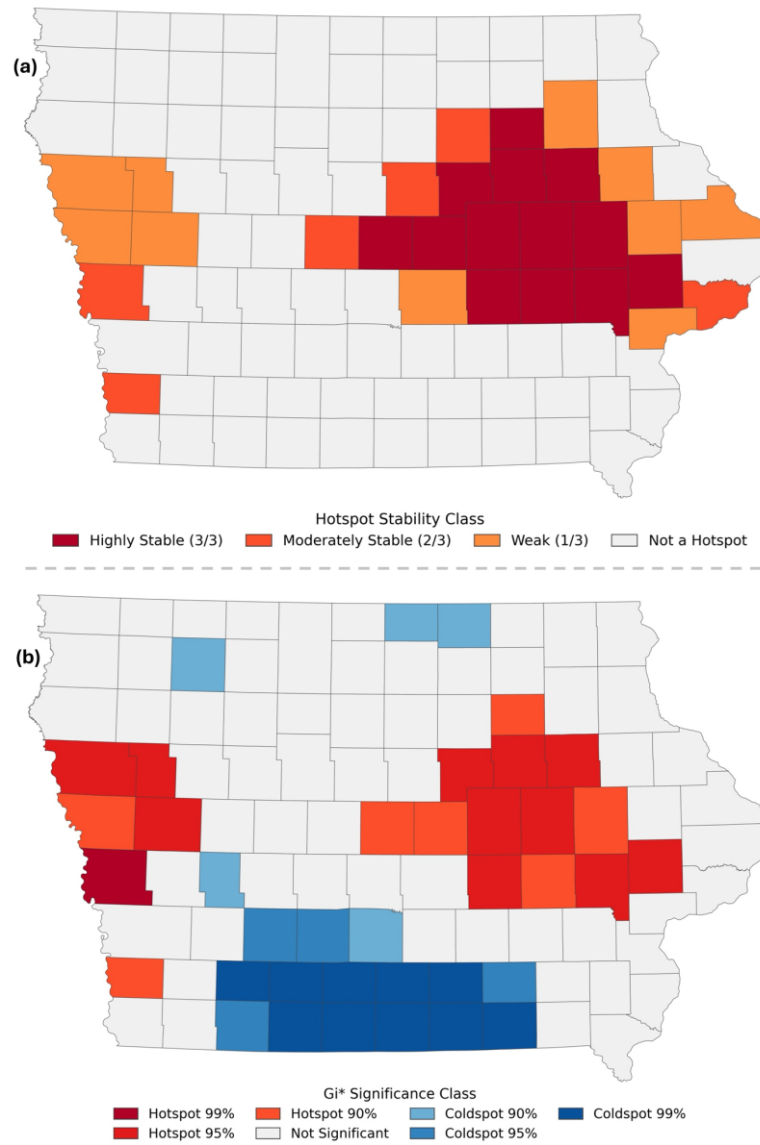 (a)
Hotspot Stability Class
Highly Stable (3/3) Moderately Stable (2/3) Weak (1/3) Not a Hotspot
(b)
Gi* Significance Class
Hotspot 99% Hotspot 90% Coldspot 90% Coldspot 99%
Hotspot 95% Not Significant Coldspot 95%